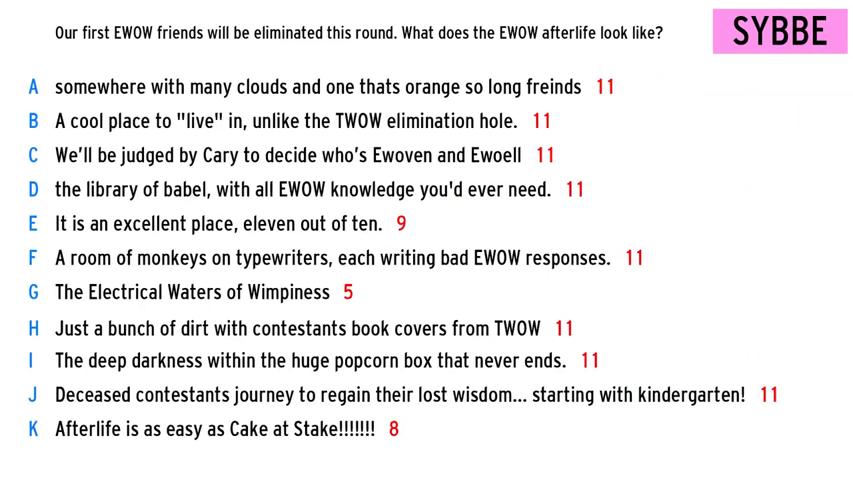 Our first EWOW friends will be eliminated this round. What does the EWOW afterlife look like?
SYBBE
A somewhere with many clouds and one thats orange so long freinds 11
B A cool place to "live" in, unlike the TWOW elimination hole. 11
C We'll be judged by Cary to decide who's Ewoven and Ewoell 11
D the library of babel, with all EWOW knowledge you'd ever need. 11
E It is an excellent place, eleven out of ten. 9
F A room of monkeys on typewriters, each writing bad EWOW responses. 11
G The Electrical Waters of Wimpiness 5
H Just a bunch of dirt with contestants book covers from TWOW 11
I The deep darkness within the huge popcorn box that never ends. 11
J Deceased contestants journey to regain their lost wisdom... starting with kindergarten! 11
K Afterlife is as easy as Cake at Stake!!!!!!! 8